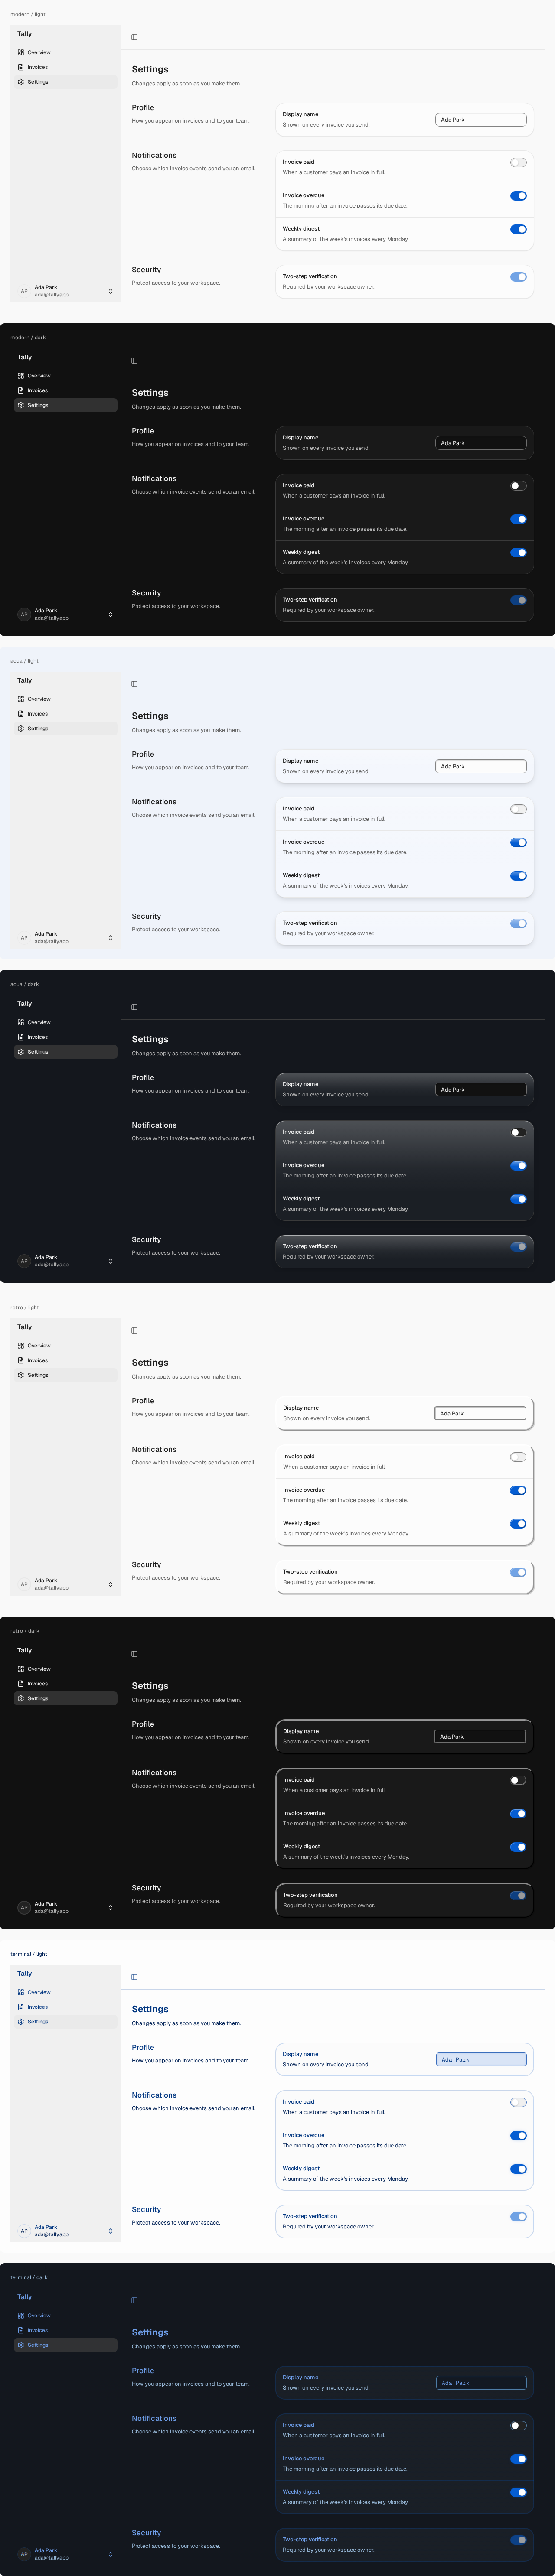 modern / light
Tally
Overview
Invoices
Settings
Settings
Changes apply as soon as you make them.
Profile
How you appear on invoices and to your team.
Display name
Shown on every invoice you send.
Ada Park
Notifications
Choose which invoice events send you an email.
Invoice paid
When a customer pays an invoice in full.
Invoice overdue
The morning after an invoice passes its due date.
Weekly digest
A summary of the week's invoices every Monday.
Security
Protect access to your workspace.
Two-step verification
Required by your workspace owner.
AP
Ada Park
ada@tally.app
modern / dark
Tally
Overview
Invoices
Settings
Settings
Changes apply as soon as you make them.
Profile
How you appear on invoices and to your team.
Display name
Shown on every invoice you send.
Ada Park
Notifications
Choose which invoice events send you an email.
Invoice paid
When a customer pays an invoice in full.
Invoice overdue
The morning after an invoice passes its due date.
Weekly digest
A summary of the week's invoices every Monday.
Security
Protect access to your workspace.
Two-step verification
Required by your workspace owner.
AP
Ada Park
ada@tally.app
aqua / light
Tally
Overview
Invoices
Settings
Settings
Changes apply as soon as you make them.
Profile
How you appear on invoices and to your team.
Display name
Shown on every invoice you send.
Ada Park
Notifications
Choose which invoice events send you an email.
Invoice paid
When a customer pays an invoice in full.
Invoice overdue
The morning after an invoice passes its due date.
Weekly digest
A summary of the week's invoices every Monday.
Security
Protect access to your workspace.
Two-step verification
Required by your workspace owner.
AP
Ada Park
ada@tally.app
aqua / dark
Tally
Overview
Invoices
Settings
Settings
Changes apply as soon as you make them.
Profile
How you appear on invoices and to your team.
Display name
Shown on every invoice you send.
Ada Park
Notifications
Choose which invoice events send you an email.
Invoice paid
When a customer pays an invoice in full.
Invoice overdue
The morning after an invoice passes its due date.
Weekly digest
A summary of the week's invoices every Monday.
Security
Protect access to your workspace.
Two-step verification
Required by your workspace owner.
AP
Ada Park
ada@tally.app
retro / light
Tally
Overview
Invoices
Settings
Settings
Changes apply as soon as you make them.
Profile
How you appear on invoices and to your team.
Display name
Shown on every invoice you send.
Ada Park
Notifications
Choose which invoice events send you an email.
Invoice paid
When a customer pays an invoice in full.
Invoice overdue
The morning after an invoice passes its due date.
Weekly digest
A summary of the week's invoices every Monday.
Security
Protect access to your workspace.
Two-step verification
Required by your workspace owner.
AP
Ada Park
ada@tally.app
retro / dark
Tally
Overview
Invoices
Settings
Settings
Changes apply as soon as you make them.
Profile
How you appear on invoices and to your team.
Display name
Shown on every invoice you send.
Ada Park
Notifications
Choose which invoice events send you an email.
Invoice paid
When a customer pays an invoice in full.
Invoice overdue
The morning after an invoice passes its due date.
Weekly digest
A summary of the week's invoices every Monday.
Security
Protect access to your workspace.
Two-step verification
Required by your workspace owner.
AP
Ada Park
ada@tally.app
terminal / light
Tally
Overview
Invoices
Settings
Settings
Changes apply as soon as you make them.
Profile
How you appear on invoices and to your team.
Display name
Shown on every invoice you send.
Ada Park
Notifications
Choose which invoice events send you an email.
Invoice paid
When a customer pays an invoice in full.
Invoice overdue
The morning after an invoice passes its due date.
Weekly digest
A summary of the week's invoices every Monday.
Security
Protect access to your workspace.
Two-step verification
Required by your workspace owner.
AP
Ada Park
ada@tally.app
terminal / dark
Tally
Overview
Invoices
Settings
Settings
Changes apply as soon as you make them.
Profile
How you appear on invoices and to your team.
Display name
Shown on every invoice you send.
Ada Park
Notifications
Choose which invoice events send you an email.
Invoice paid
When a customer pays an invoice in full.
Invoice overdue
The morning after an invoice passes its due date.
Weekly digest
A summary of the week's invoices every Monday.
Security
Protect access to your workspace.
Two-step verification
Required by your workspace owner.
AP
Ada Park
ada@tally.app